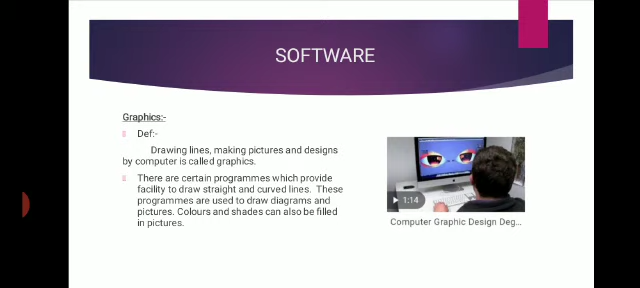 SOFTWARE
Graphics:-
Def:-
Drawing lines, making pictures and designs
by computer is called graphics.
There are certain programmes which provide
facility to draw straight and curved lines. These
programmes are used to draw diagrams and
pictures. Colours and shades can also be filled
in pictures.
1:14
Computer Graphic Design Deg...